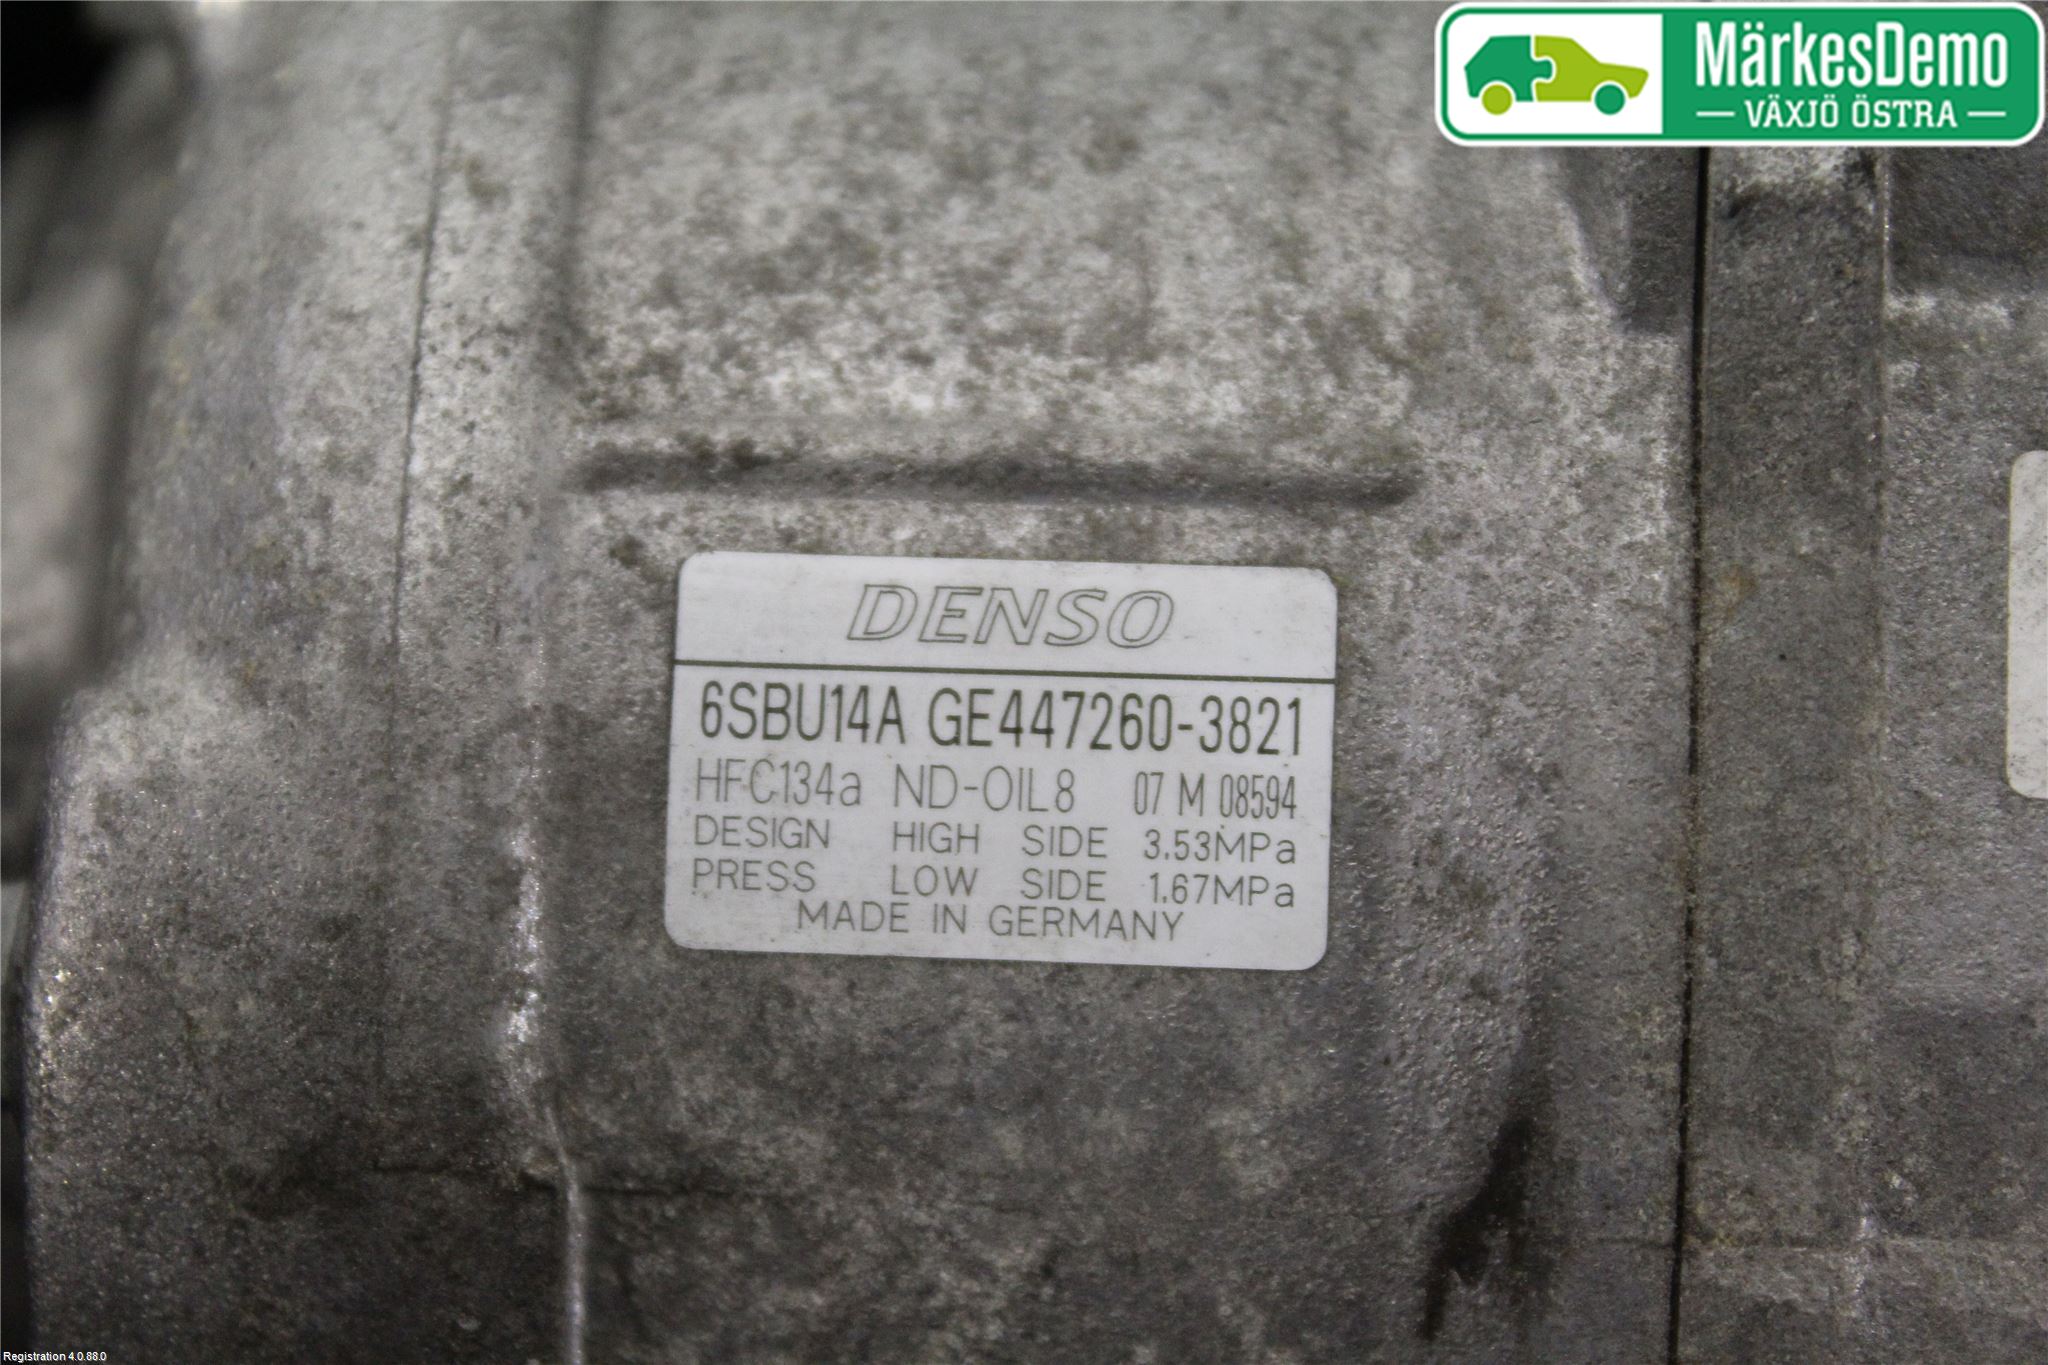 MärkesDemo
VÄXJÖ ÖSTRA
DENSO
6SBU14A GE447260-3821
HFC134a ND-OIL8 07 M 08594
DESIGN HIGH SIDE 3.53MPa
PRESS LOW SIDE 1.67MPa
MADE IN GERMANY
Registration 4.0.88.0